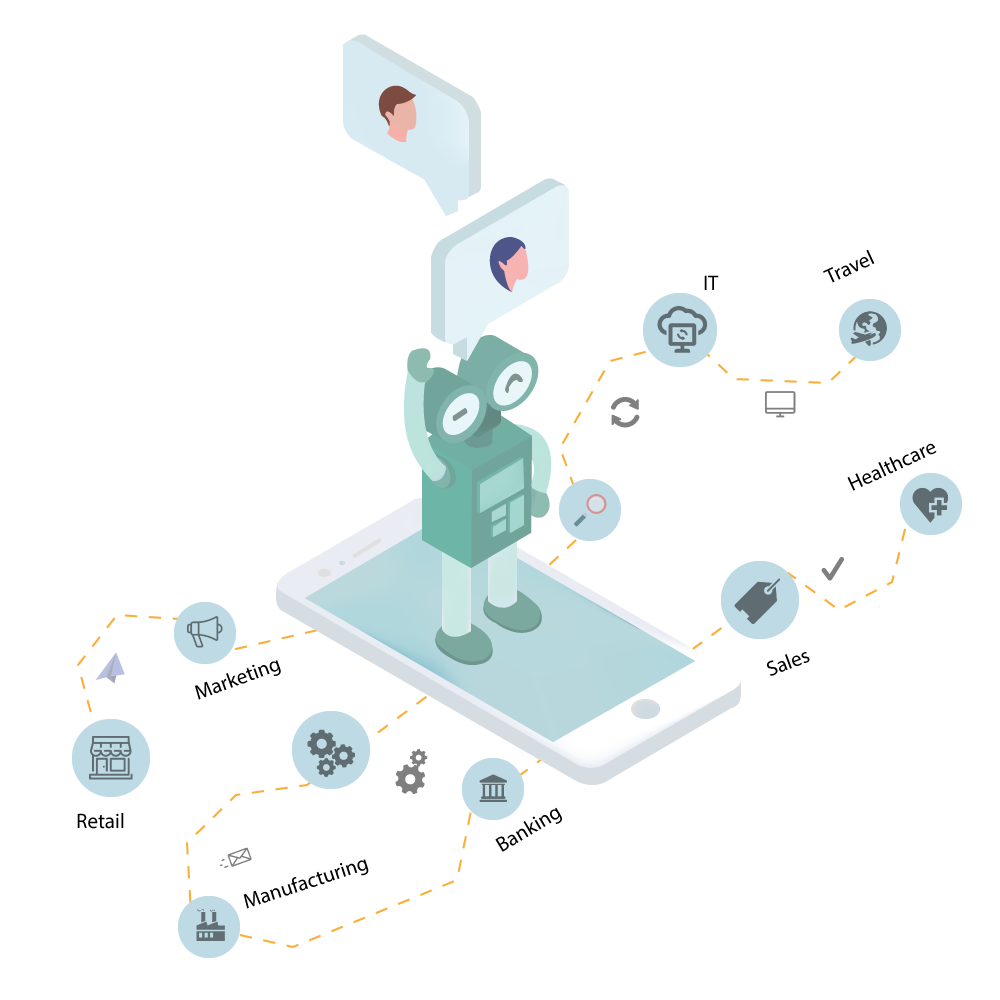 Travel
IT
Healthcare
Marketing
Sales
Retail
Banking
Manufacturing